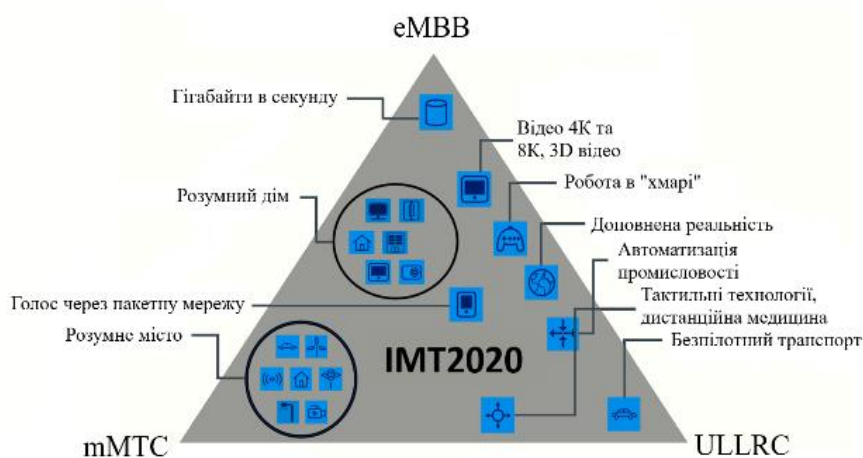 eMBB
Гігабайти в секунду
Відео 4К та
8К, 3D відео
Розумний дім
Робота в "хмарі"
Доповнена реальність
Автоматизація
промисловості
Голос через пакетну мережу
Тактильні технології,
дистанційна медицина
Розумне місто
Безпілотний транспорт
IMT2020
mMTC
ULLRC